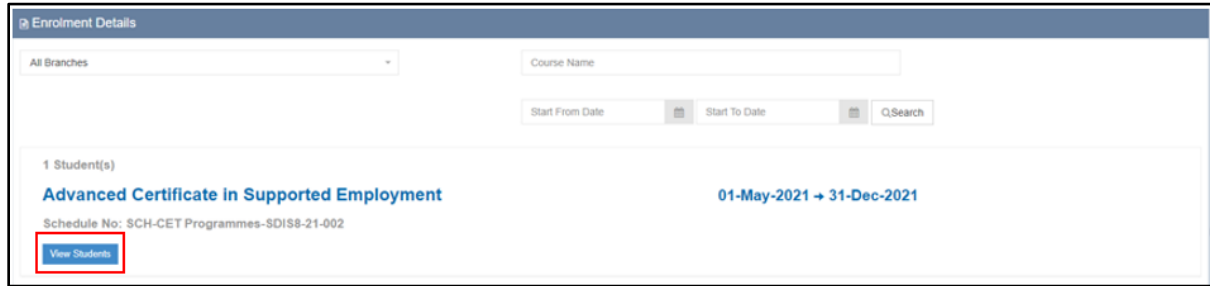 Enrolment Details
All Branches
Course Name
Start From Date
Start To Date
Search
1 Student(s)
Advanced Certificate in Supported Employment
01-May-2021 → 31-Dec-2021
Schedule No: SCH-CET Programmes-SDIS8-21-002
View Students